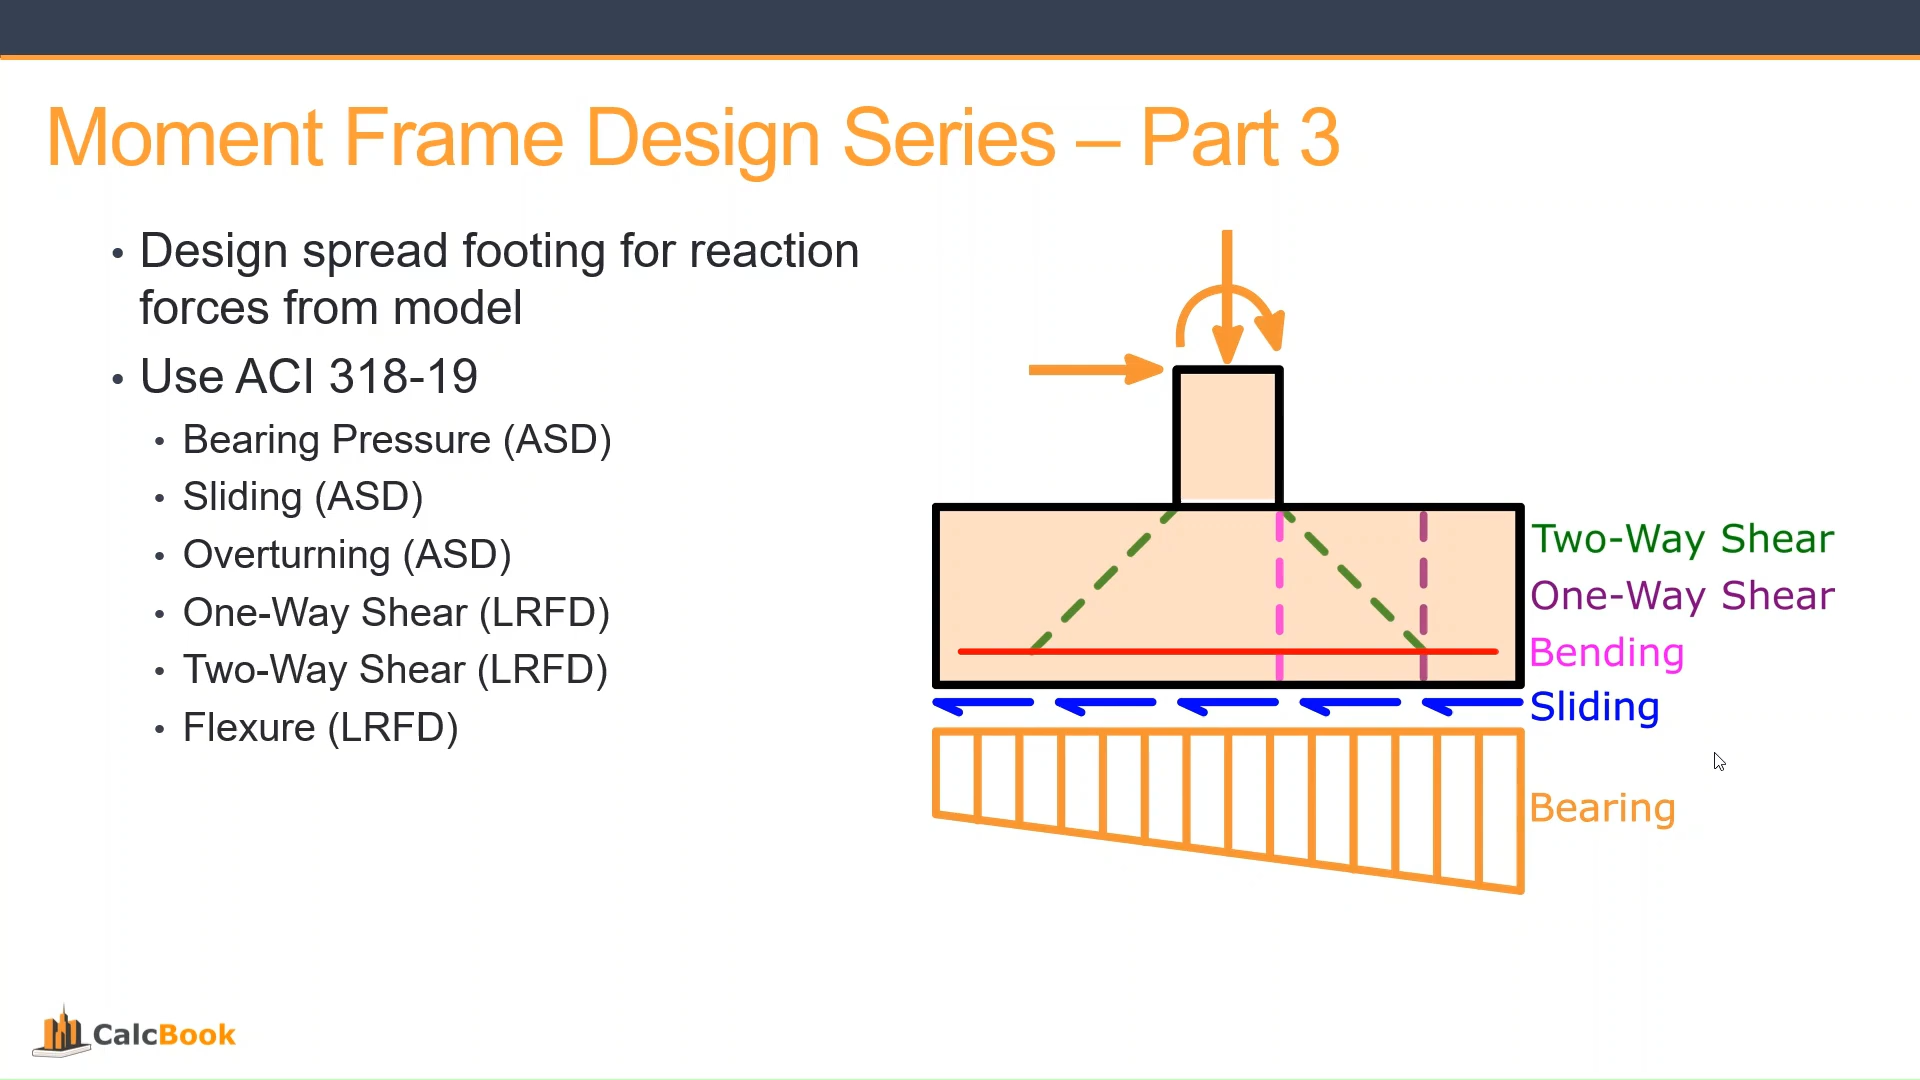 Moment Frame Design Series – Part 3
• Design spread footing for reaction
forces from model
• Use ACI 318-19
• Bearing Pressure (ASD)
• Sliding (ASD)
• Overturning (ASD)
• One-Way Shear (LRFD)
• Two-Way Shear (LRFD)
• Flexure (LRFD)
Two-Way Shear
One-Way Shear
Bending
Sliding
Bearing
CalcBook